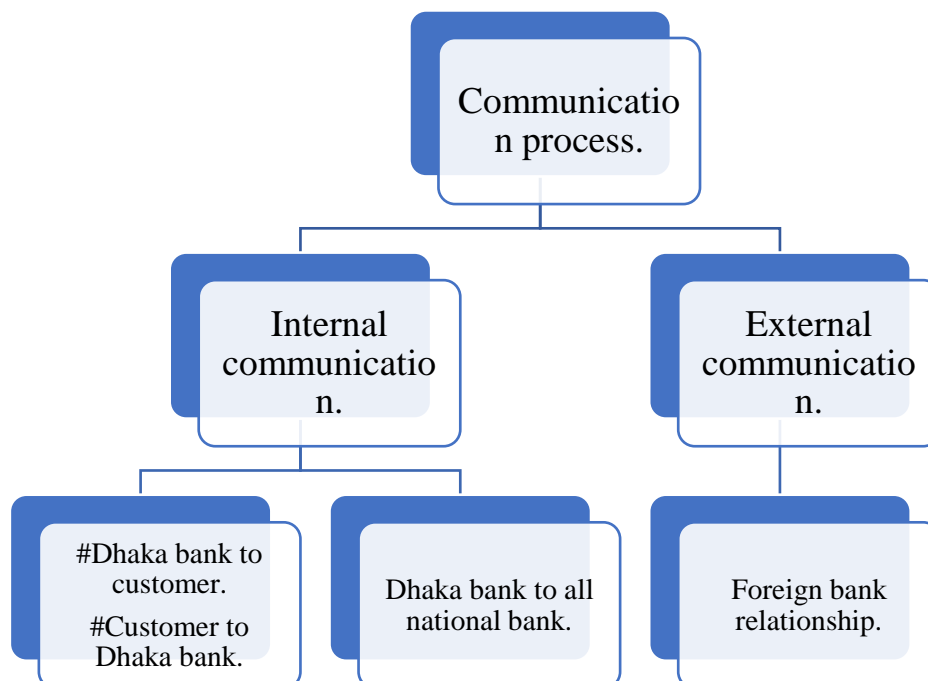 Communicatio
n process.
Internal
communicatio
n.
External
communicatio
n.
#Dhaka bank to
customer.
#Customer to
Dhaka bank.
Dhaka bank to all
national bank.
Foreign bank
relationship.